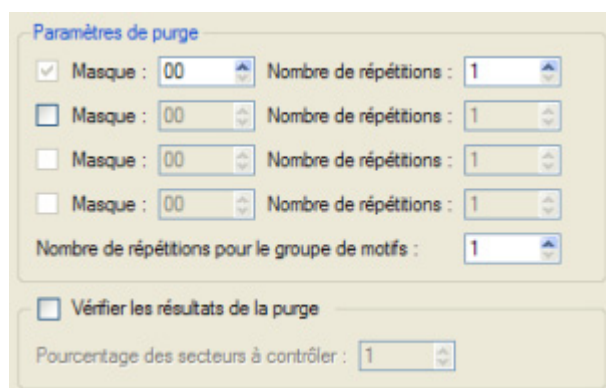 Paramètres de purge
Masque : 00 Nombre de répétitions : 1
Masque : 00 Nombre de répétitions : 1
Masque : 00 Nombre de répétitions : 1
Masque : 00 Nombre de répétitions : 1
Nombre de répétitions pour le groupe de motifs : 1
Vérifier les résultats de la purge
Pourcentage des secteurs à contrôler : 1